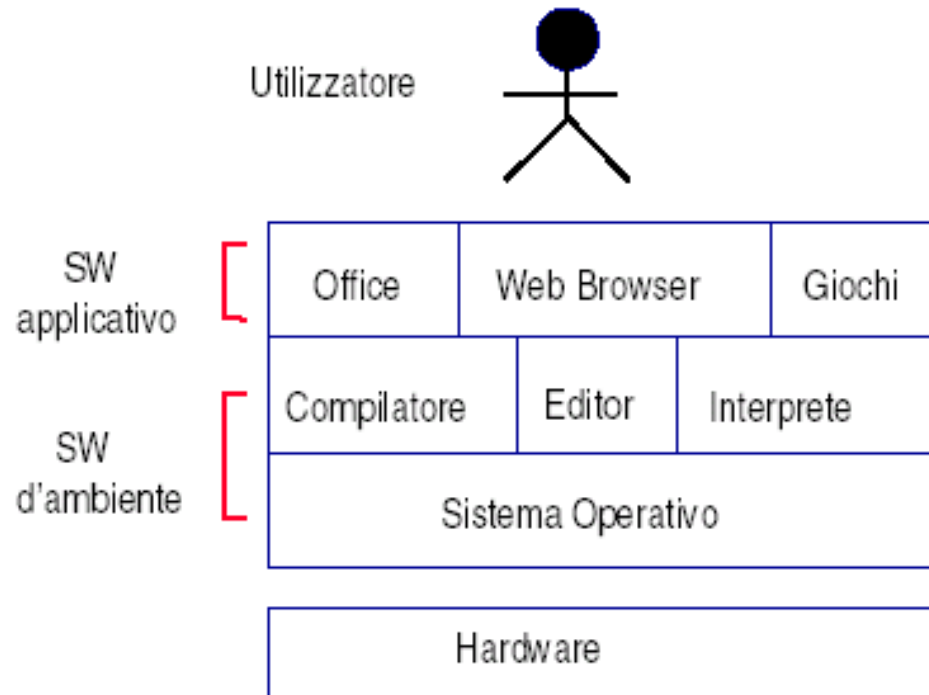 Utilizzatore
SW
applicativo
Office
Web Browser
Giochi
SW
d'ambiente
Compilatore
Editor
Interprete
Sistema Operativo
Hardware